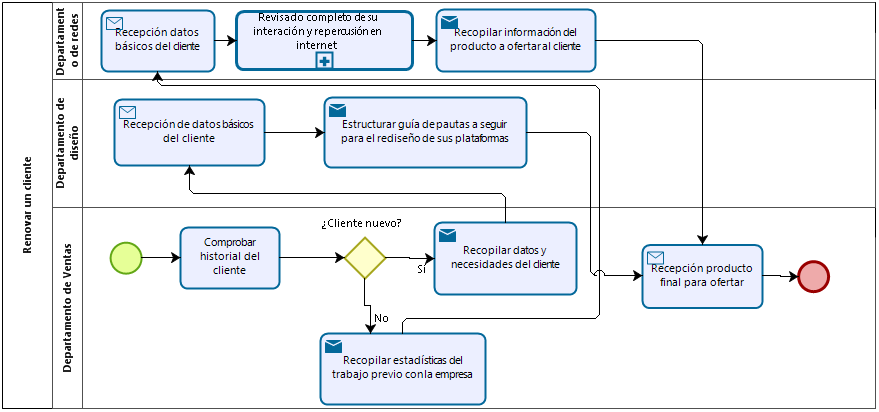 Renovar un cliente
Departament
o de redes
Recepción datos
básicos del cliente
Revisado completo de su
interación y repercusión en
internet
Recopilar información del
producto a ofertar al cliente
Departamento de
diseño
Recepción de datos básicos
del cliente
Estructurar guía de pautas a seguir
para el rediseño de sus plataformas
Departamento de Ventas
Comprobar
historial del
cliente
¿Cliente nuevo?
Sí
No
Recopilar datos y
necesidades del cliente
Recopilar estadísticas del
trabajo previo con la empresa
Recepción producto
final para ofertar